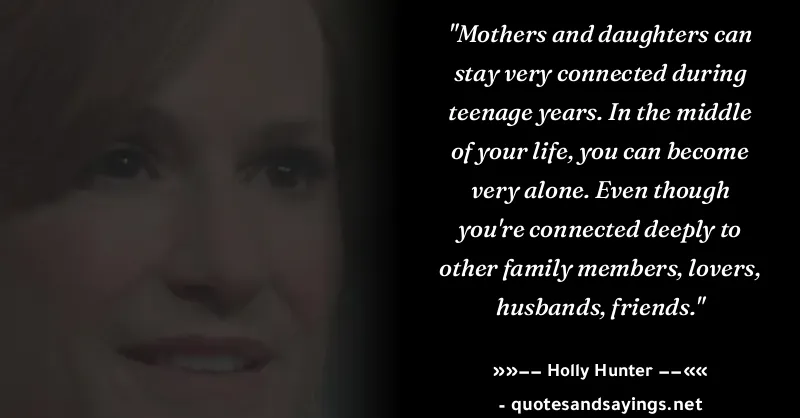 "Mothers and daughters can
stay very connected during
teenage years. In the middle
of your life, you can become
very alone. Even though
you're connected deeply to
other family members, lovers,
husbands, friends."
»»–– Holly Hunter ––««
- quotesandsayings.net